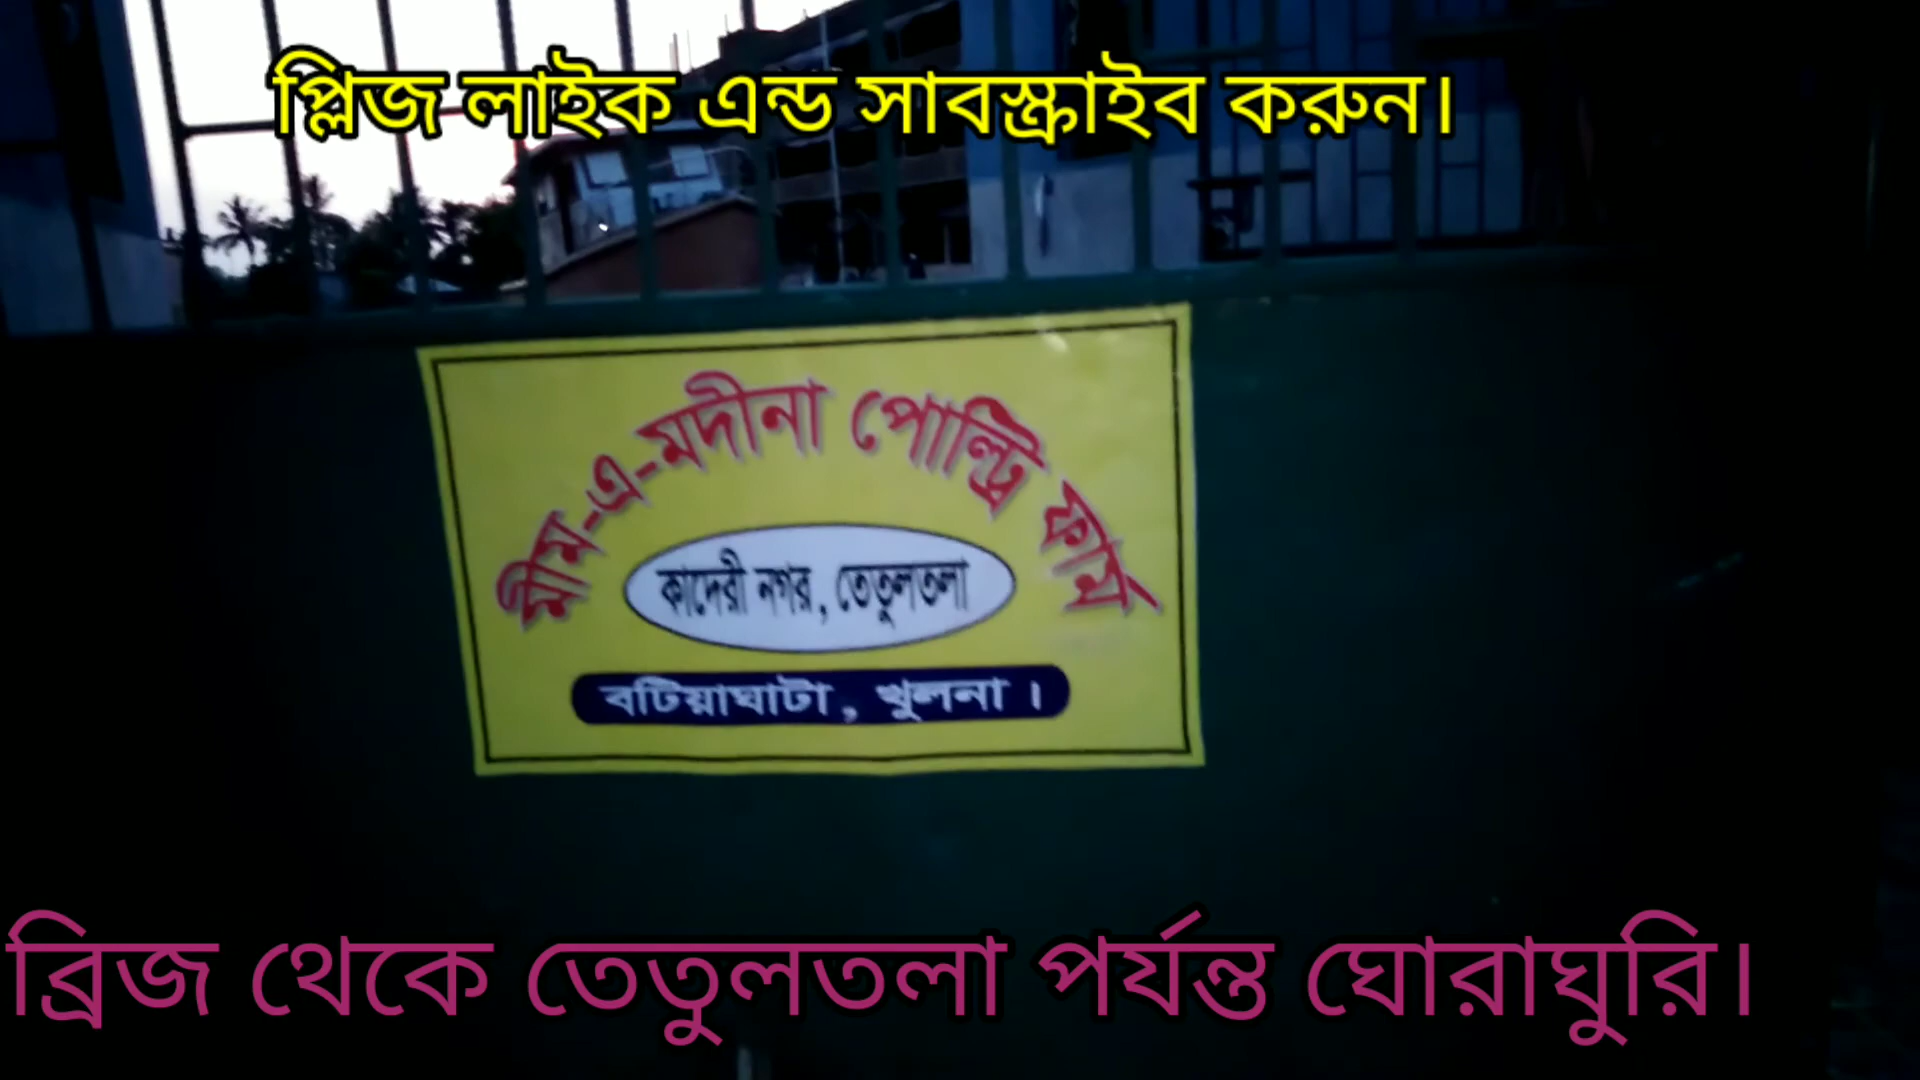 প্লিজ লাইক এন্ড সাবস্ক্রাইব করুন।
মীম-এ-মদীনা পোল্ট্রি ফার্ম
কাদেরী নগর, তেতুলতলা
বটিয়াঘাটা, খুলনা।
ব্রিজ থেকে তেতুলতলা পর্যন্ত ঘোরাঘুরি।